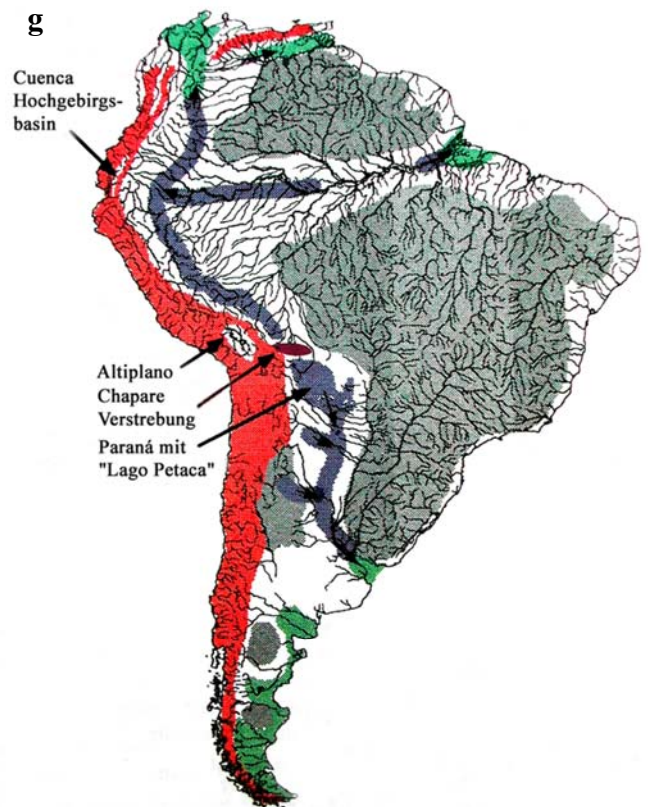 g
Cuenca
Hochgebirgs-
basin
Altiplano
Chapare
Verstrebung
Paraná mit
"Lago Petaca"